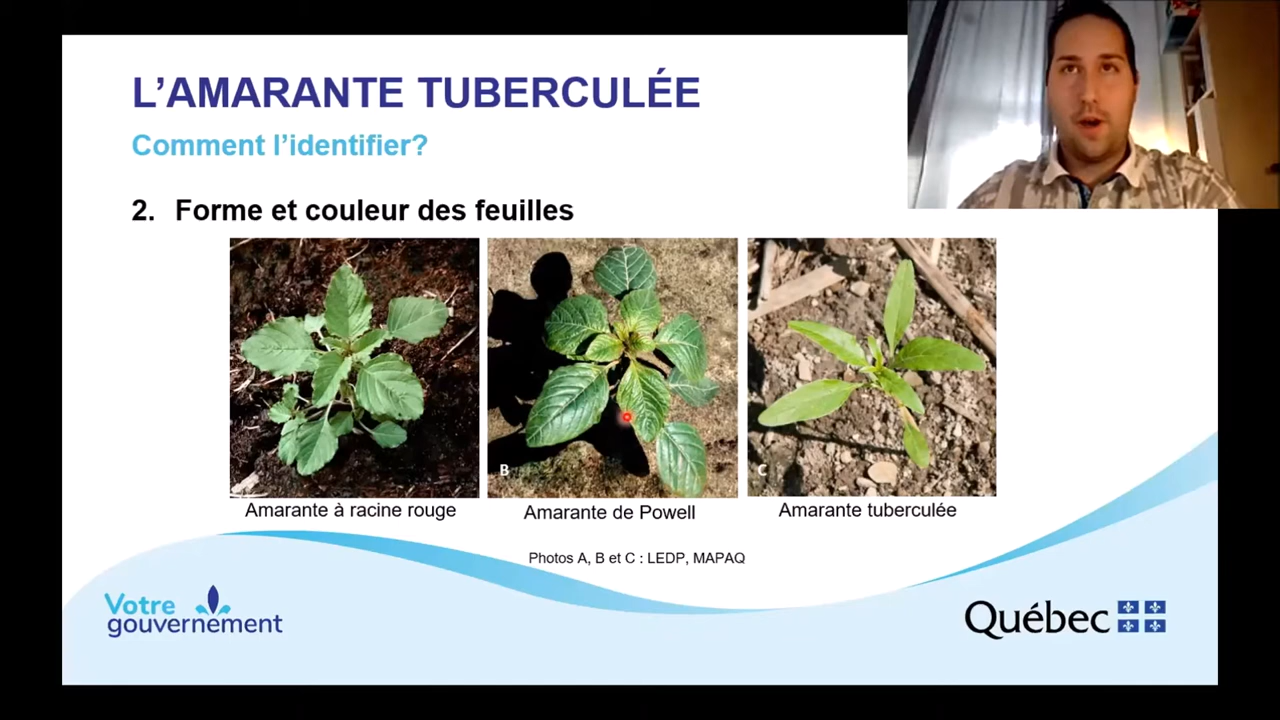 L’AMARANTE TUBERCULÉE
Comment l’identifier?
2. Forme et couleur des feuilles
B
C
Amarante à racine rouge
Amarante de Powell
Amarante tuberculée
Photos A, B et C : LEDP, MAPAQ
Votre
gouvernement
Québec